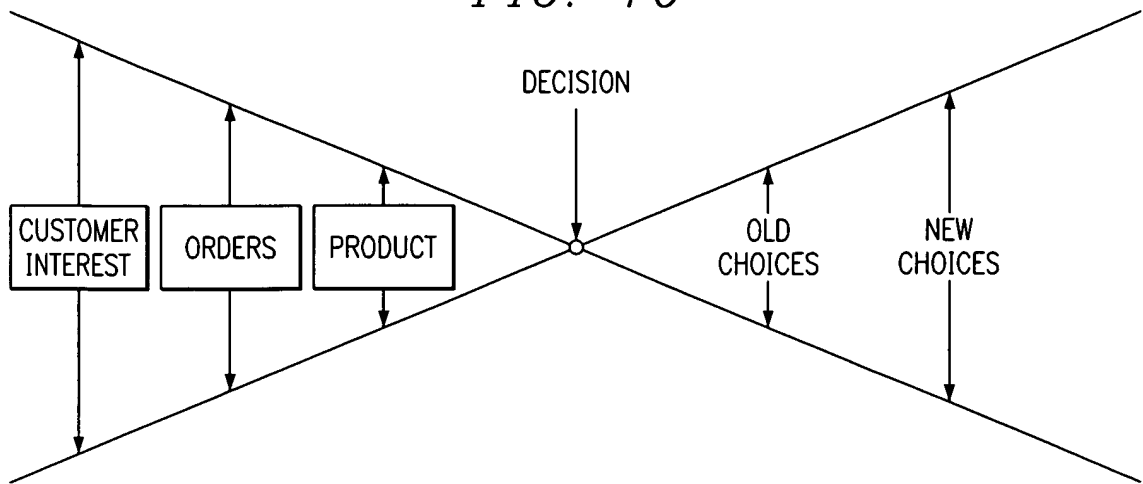 DECISION
CUSTOMER
INTEREST
ORDERS
PRODUCT
OLD
CHOICES
NEW
CHOICES